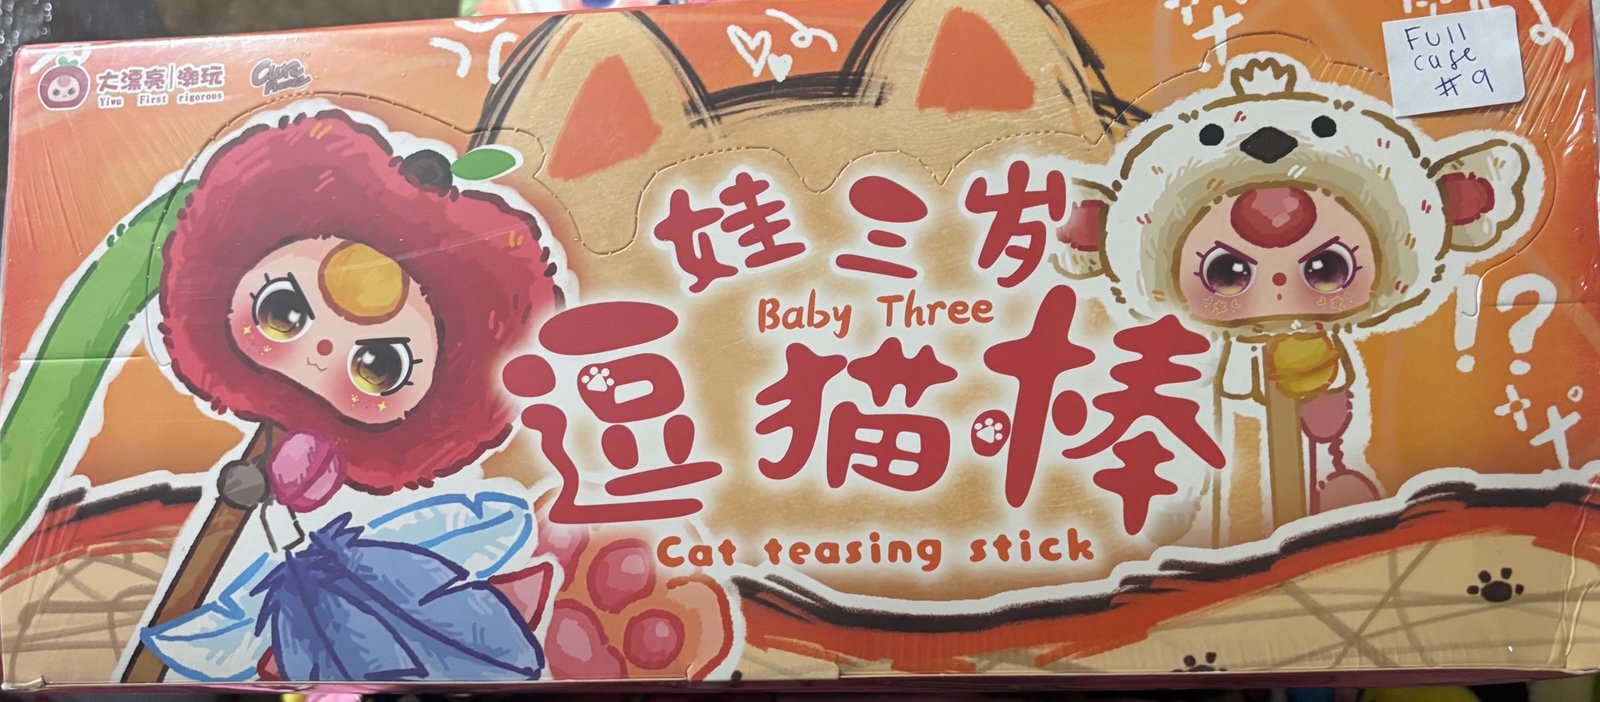 大漂亮|潮玩
Yiwu First rigorous
Cure
Full
case
#9
娃三岁
Baby Three
逗猫棒
Cat teasing stick
!?